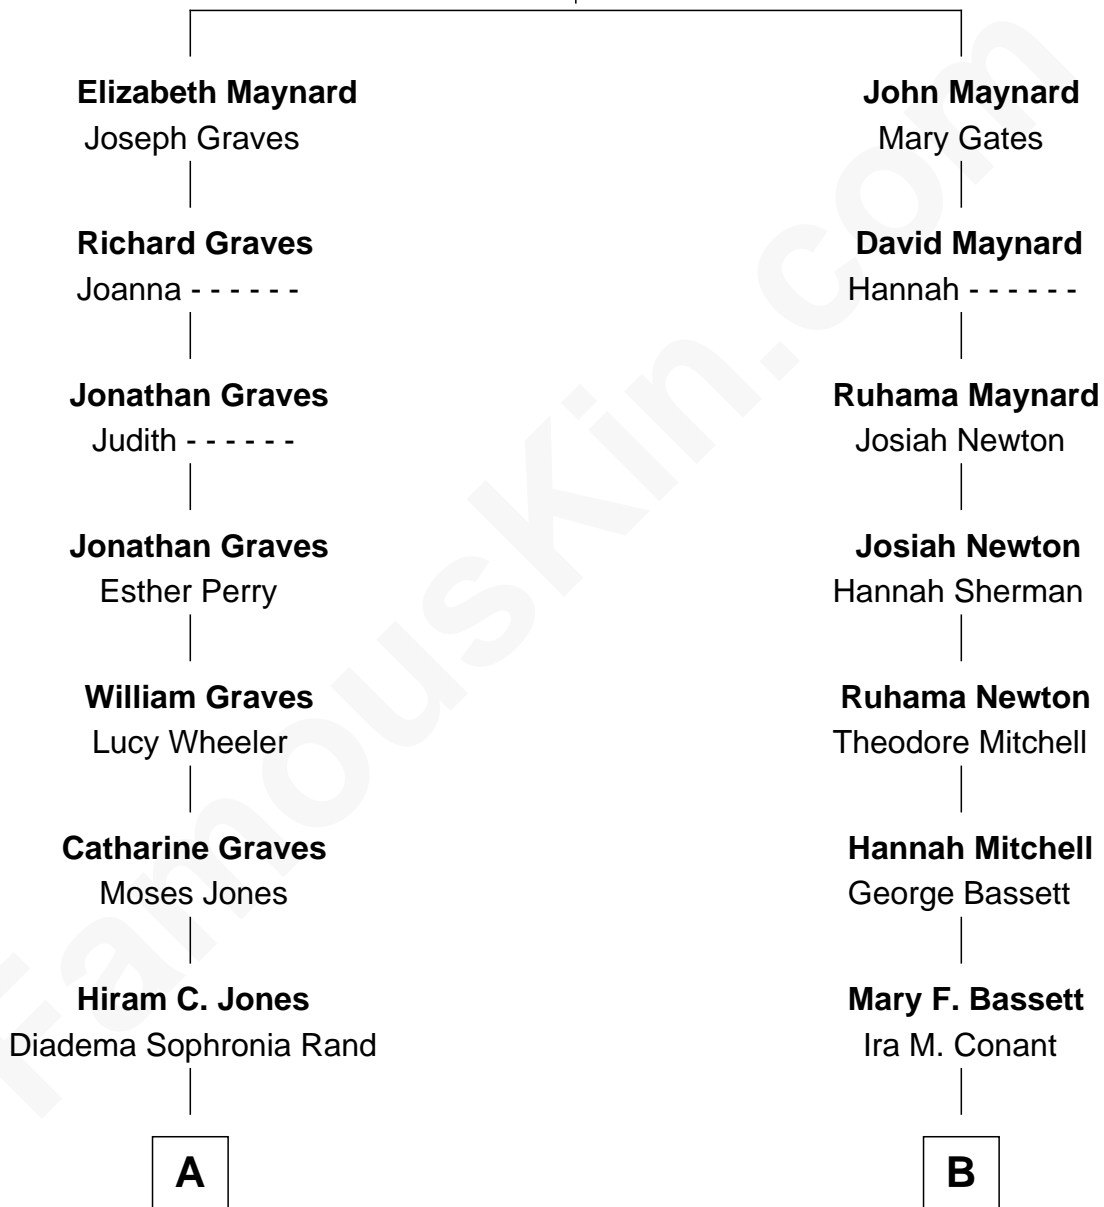 Elizabeth Maynard
Joseph Graves
John Maynard
Mary Gates
Richard Graves
Joanna - - - - - -
David Maynard
Hannah - - - - - -
Jonathan Graves
Judith - - - - - -
Ruhama Maynard
Josiah Newton
Jonathan Graves
Esther Perry
Josiah Newton
Hannah Sherman
William Graves
Lucy Wheeler
Ruhama Newton
Theodore Mitchell
Catharine Graves
Moses Jones
Hannah Mitchell
George Bassett
Hiram C. Jones
Diadema Sophronia Rand
Mary F. Bassett
Ira M. Conant
A
B
FamousKin.com